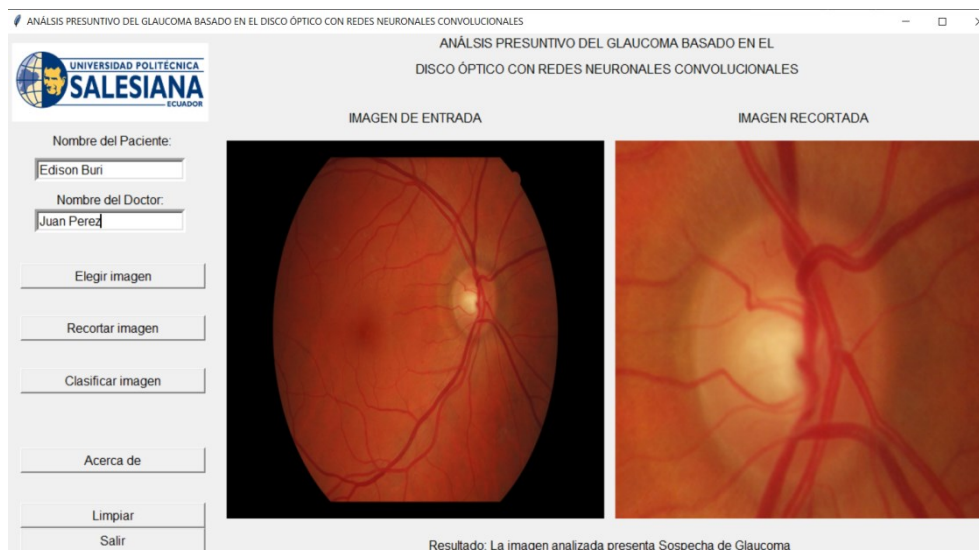 ANÁLSIS PRESUNTIVO DEL GLAUCOMA BASADO EN EL DISCO ÓPTICO CON REDES NEURONALES CONVOLUCIONALES
UNIVERSIDAD POLITÉCNICA
SALESIANA
ECUADOR
ANÁLSIS PRESUNTIVO DEL GLAUCOMA BASADO EN EL
DISCO ÓPTICO CON REDES NEURONALES CONVOLUCIONALES
IMAGEN DE ENTRADA
IMAGEN RECORTADA
Nombre del Paciente:
Edison Buri
Nombre del Doctor:
Juan Perez
Elegir imagen
Recortar imagen
Clasificar imagen
Acerca de
Limpiar
Salir
Resultado: La imagen analizada presenta Sospecha de Glaucoma